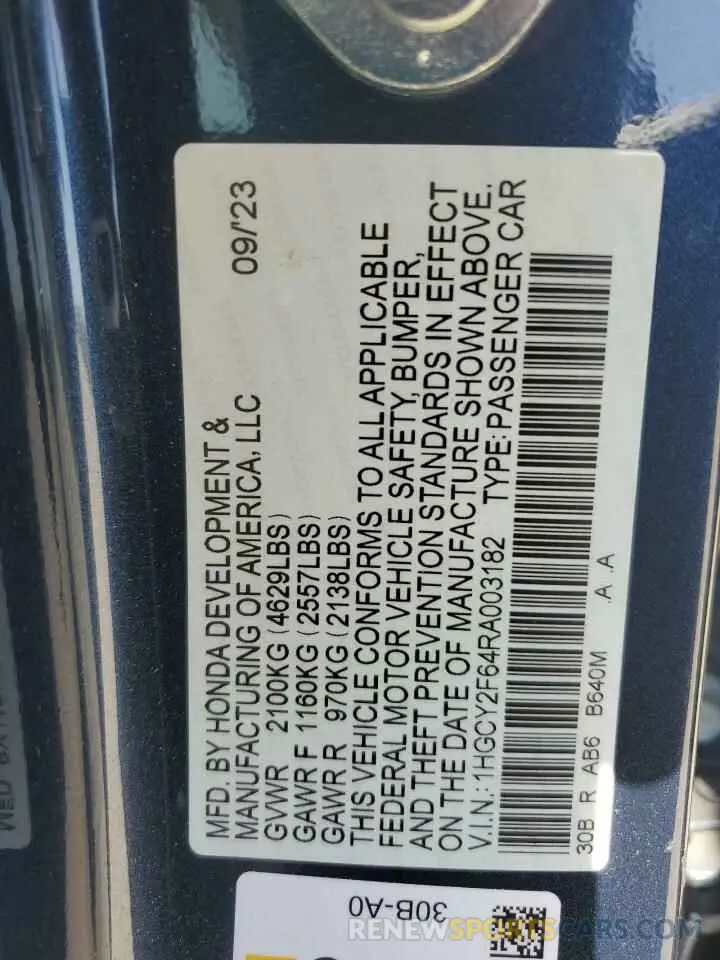 MFD. BY HONDA DEVELOPMENT &
MANUFACTURING OF AMERICA, LLC 09/'23
GVWR 2100KG (4629LBS)
GAWR F 1160KG (2557LBS)
GAWR R 970KG (2138LBS)
THIS VEHICLE CONFORMS TO ALL APPLICABLE
FEDERAL MOTOR VEHICLE SAFETY, BUMPER,
AND THEFT PREVENTION STANDARDS IN EFFECT
ON THE DATE OF MANUFACTURE SHOWN ABOVE.
V.I.N.: 1HGCY2F64RA003182 TYPE: PASSENGER CAR
30B R AB6 B640M .A .A
30B-A0
RENEWSPORTSCARS.COM